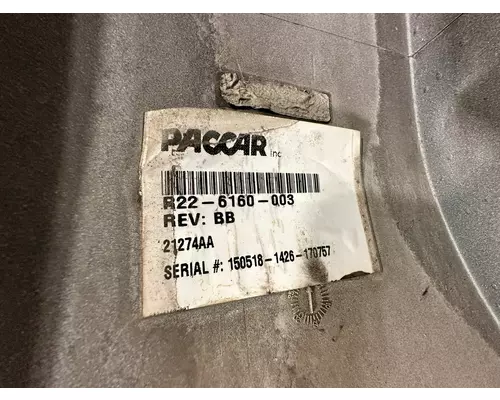 PACCAR inc
R22-6160-003
REV: BB
21274AA
SERIAL #: 150518-1426-170757